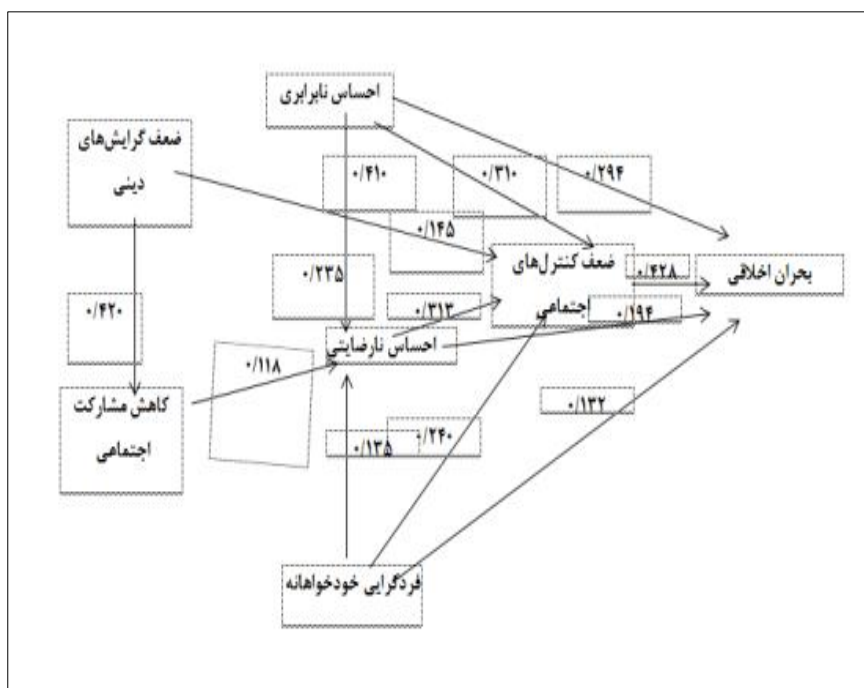 احساس نابرابری
ضعف گرایش‌های
دینی
۰/۴۱۰
۰/۳۱۰
۰/۲۹۴
۰/۱۴۵
ضعف کنترل‌های
اجتماعی
۰/۴۲۸
بحران اخلاقی
۰/۲۳۵
۰/۴۲۰
۰/۳۱۳
۰/۱۹۴
احساس نارضایتی
۰/۱۱۸
کاهش مشارکت
اجتماعی
۰/۱۳۲
۰/۲۴۰
۰/۱۳۵
فردگرایی خودخواهانه